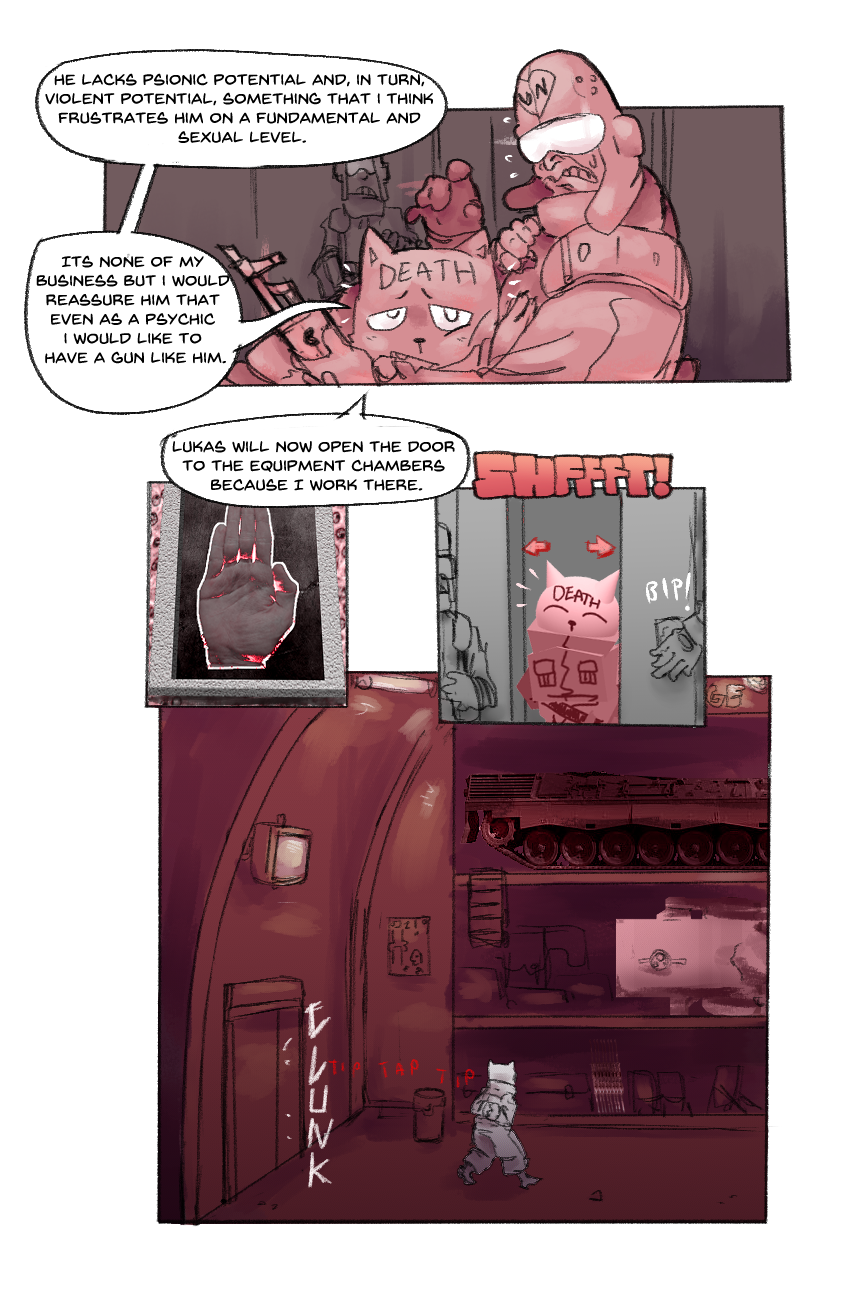 HE LACKS PSIONIC POTENTIAL AND, IN TURN,
VIOLENT POTENTIAL, SOMETHING THAT I THINK
FRUSTRATES HIM ON A FUNDAMENTAL AND
SEXUAL LEVEL.
UN
ITS NONE OF MY
BUSINESS BUT I WOULD
REASSURE HIM THAT
EVEN AS A PSYCHIC
I WOULD LIKE TO
HAVE A GUN LIKE HIM.
DEATH
LUKAS WILL NOW OPEN THE DOOR
TO THE EQUIPMENT CHAMBERS
BECAUSE I WORK THERE.
SHFFFFT!
DEATH
BIP!
CLUNK
TIP TAP TIP